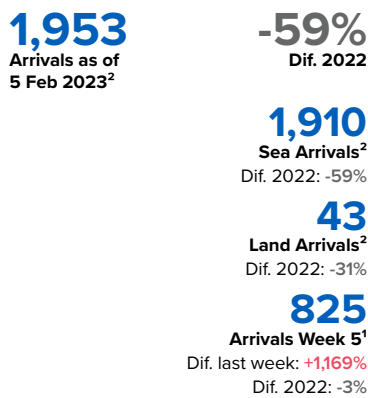 1,953
Arrivals as of
5 Feb 2023²
-59%
Dif. 2022
1,910
Sea Arrivals²
Dif. 2022: -59%
43
Land Arrivals²
Dif. 2022: -31%
825
Arrivals Week 5¹
Dif. last week: +1,169%
Dif. 2022: -3%